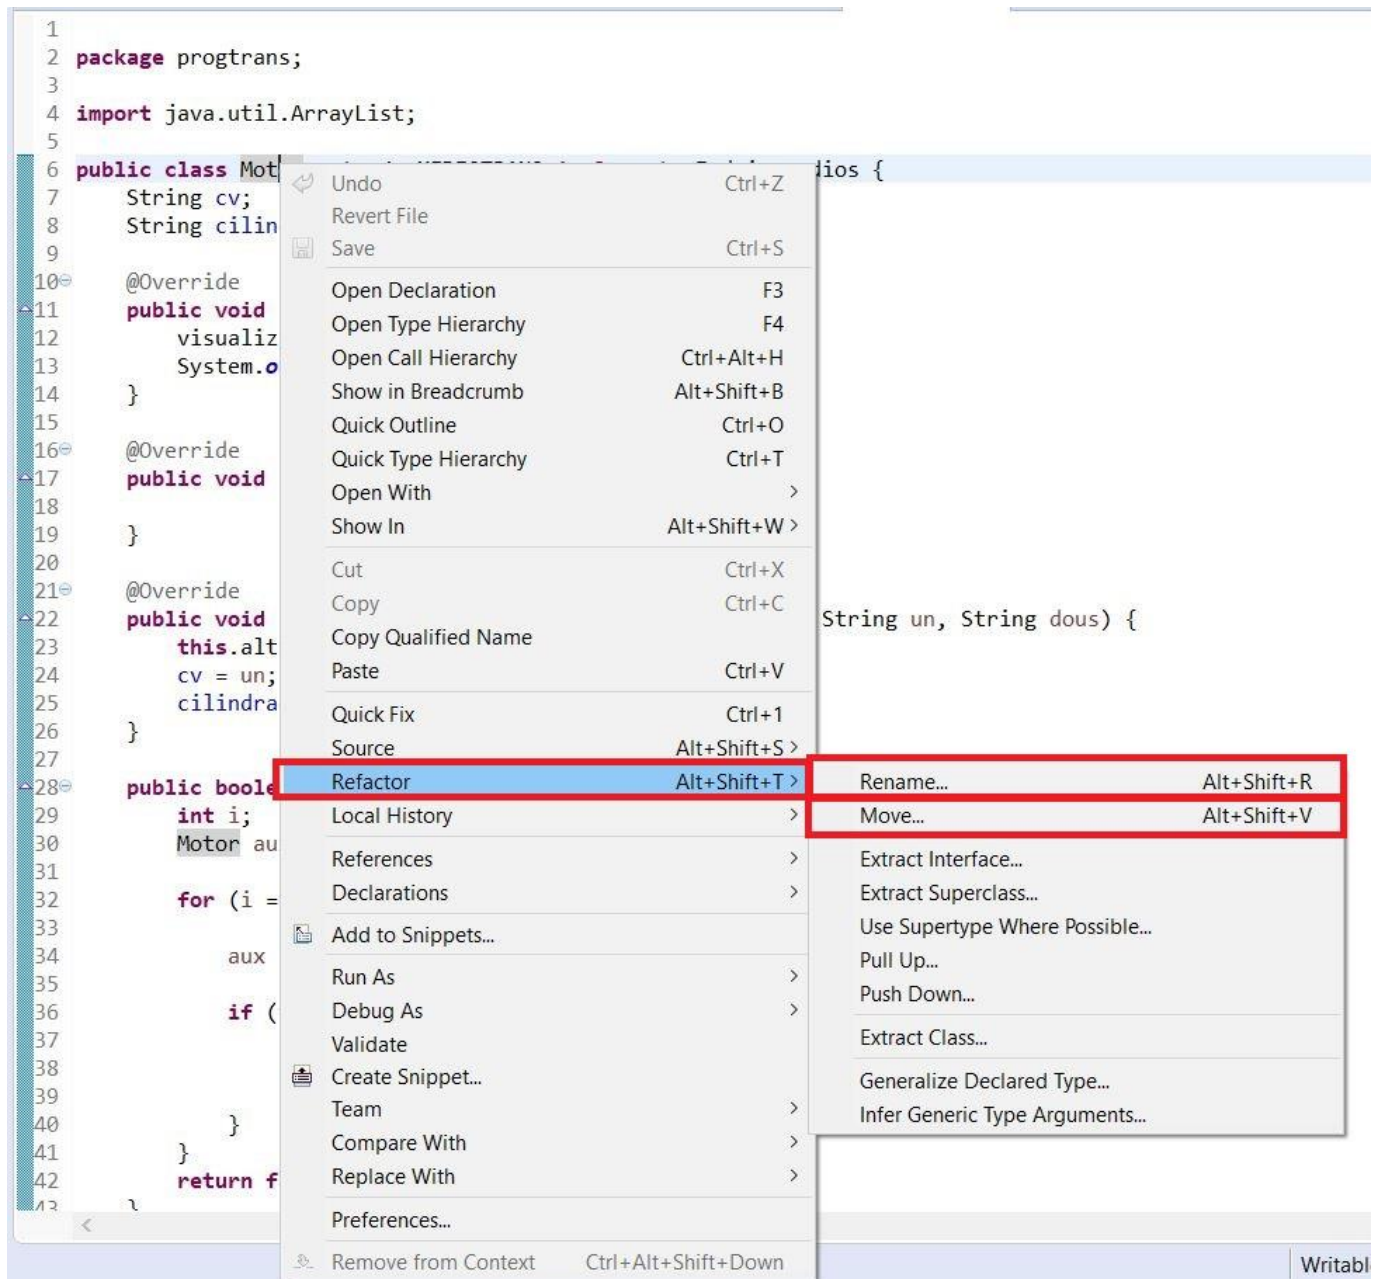 1
2 package progtrans;
3
4 import java.util.ArrayList;
5
6 public class Mot dios {
7 String cv;
8 String cilin
9
10 @Override
11 public void
12 visualiz
13 System.o
14 }
15
16 @Override
17 public void
18
19 }
20
21 @Override
22 public void String un, String dous) {
23 this.alt
24 cv = un;
25 cilindra
26 }
27
28 public boole
29 int i;
30 Motor au
31
32 for (i =
33
34 aux
35
36 if (
37
38
39
40 }
41 }
42 return f
43 }
Undo Ctrl+Z
Revert File
Save Ctrl+S
Open Declaration F3
Open Type Hierarchy F4
Open Call Hierarchy Ctrl+Alt+H
Show in Breadcrumb Alt+Shift+B
Quick Outline Ctrl+O
Quick Type Hierarchy Ctrl+T
Open With >
Show In Alt+Shift+W >
Cut Ctrl+X
Copy Ctrl+C
Copy Qualified Name
Paste Ctrl+V
Quick Fix Ctrl+1
Source Alt+Shift+S >
Refactor Alt+Shift+T >
Local History >
References >
Declarations >
Add to Snippets...
Run As >
Debug As >
Validate
Create Snippet...
Team >
Compare With >
Replace With >
Preferences...
Remove from Context Ctrl+Alt+Shift+Down
Rename... Alt+Shift+R
Move... Alt+Shift+V
Extract Interface...
Extract Superclass...
Use Supertype Where Possible...
Pull Up...
Push Down...
Extract Class...
Generalize Declared Type...
Infer Generic Type Arguments...
Writabl